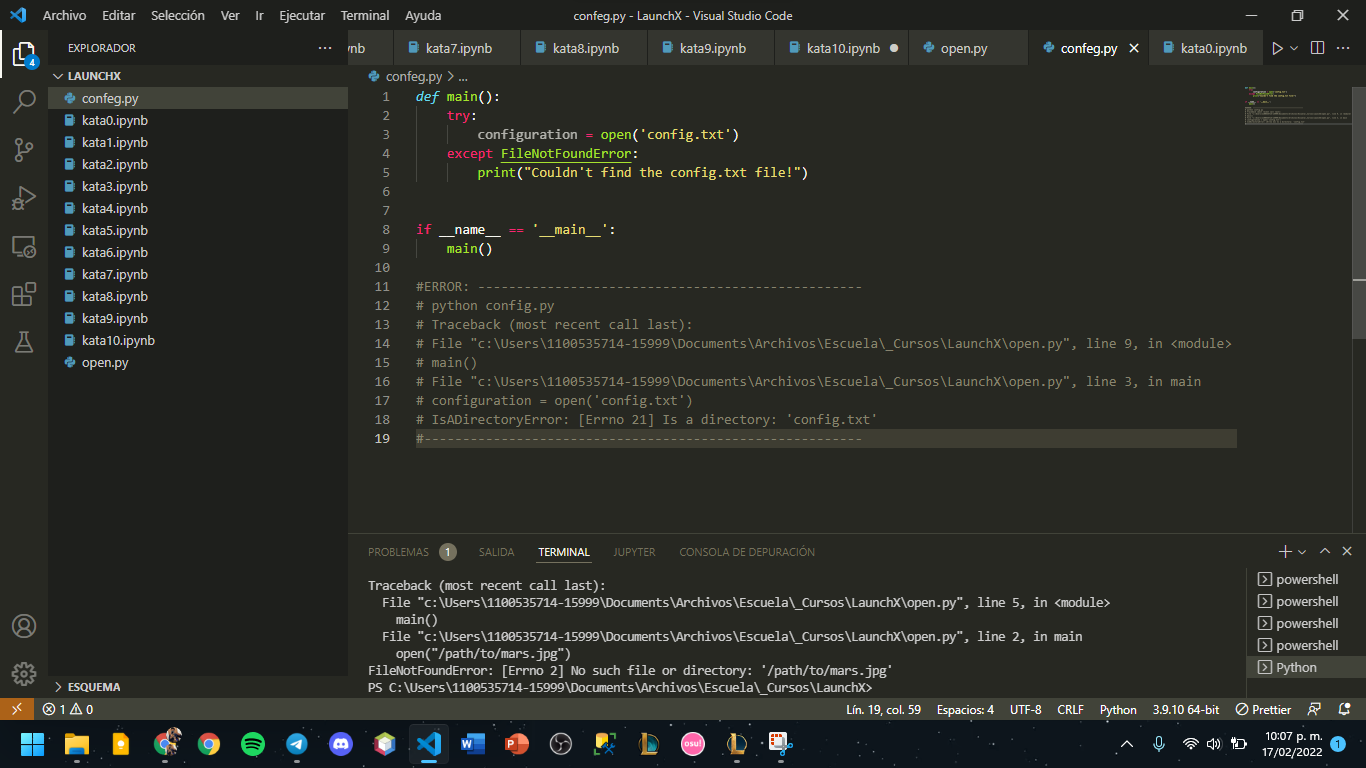 Archivo Editar Selección Ver Ir Ejecutar Terminal Ayuda confeg.py - LaunchX - Visual Studio Code
EXPLORADOR
nb kata7.ipynb kata8.ipynb kata9.ipynb kata10.ipynb open.py confeg.py kata0.ipynb
4
LAUNCHX
confeg.py
kata0.ipynb
kata1.ipynb
kata2.ipynb
kata3.ipynb
kata4.ipynb
kata5.ipynb
kata6.ipynb
kata7.ipynb
kata8.ipynb
kata9.ipynb
kata10.ipynb
open.py
ESQUEMA
confeg.py > ...
1 def main():
2 try:
3 configuration = open('config.txt')
4 except FileNotFoundError:
5 print("Couldn't find the config.txt file!")
6
7
8 if __name__ == '__main__':
9 main()
10
11 #ERROR: --------------------------------------------------
12 # python config.py
13 # Traceback (most recent call last):
14 # File "c:\Users\1100535714-15999\Documents\Archivos\Escuela\_Cursos\LaunchX\open.py", line 9, in <module>
15 # main()
16 # File "c:\Users\1100535714-15999\Documents\Archivos\Escuela\_Cursos\LaunchX\open.py", line 3, in main
17 # configuration = open('config.txt')
18 # IsADirectoryError: [Errno 21] Is a directory: 'config.txt'
19 #---------------------------------------------------------
PROBLEMAS 1 SALIDA TERMINAL JUPYTER CONSOLA DE DEPURACIÓN
Traceback (most recent call last):
File "c:\Users\1100535714-15999\Documents\Archivos\Escuela\_Cursos\LaunchX\open.py", line 5, in <module>
main()
File "c:\Users\1100535714-15999\Documents\Archivos\Escuela\_Cursos\LaunchX\open.py", line 2, in main
open("/path/to/mars.jpg")
FileNotFoundError: [Errno 2] No such file or directory: '/path/to/mars.jpg'
PS C:\Users\1100535714-15999\Documents\Archivos\Escuela\_Cursos\LaunchX>
powershell
powershell
powershell
powershell
Python
1 0 Lín. 19, col. 59 Espacios: 4 UTF-8 CRLF Python 3.9.10 64-bit Prettier
osu!
10:07 p. m.
17/02/2022
1